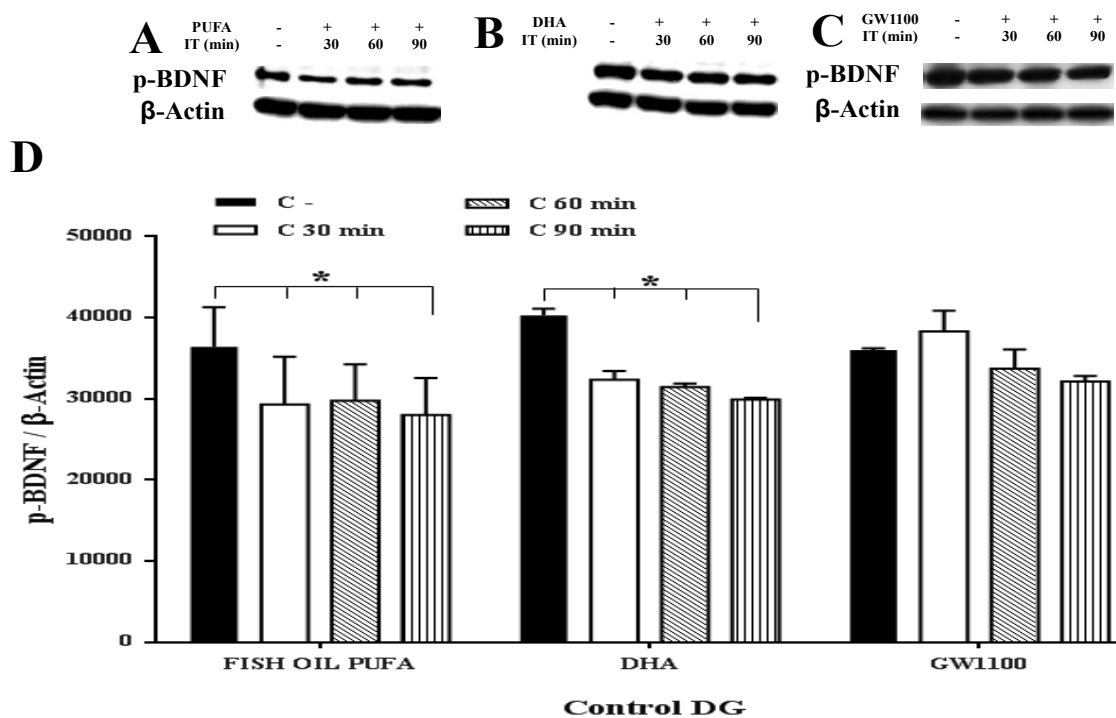 A PUFA - + + +
IT (min) - 30 60 90
p-BDNF
β-Actin
B DHA - + + +
IT (min) - 30 60 90
C GW1100 - + + +
IT (min) - 30 60 90
p-BDNF
β-Actin
D
C -
C 30 min
C 60 min
C 90 min
p-BDNF / β-Actin
50000
40000
30000
20000
10000
0
*
*
FISH OIL PUFA
DHA
GW1100
Control DG